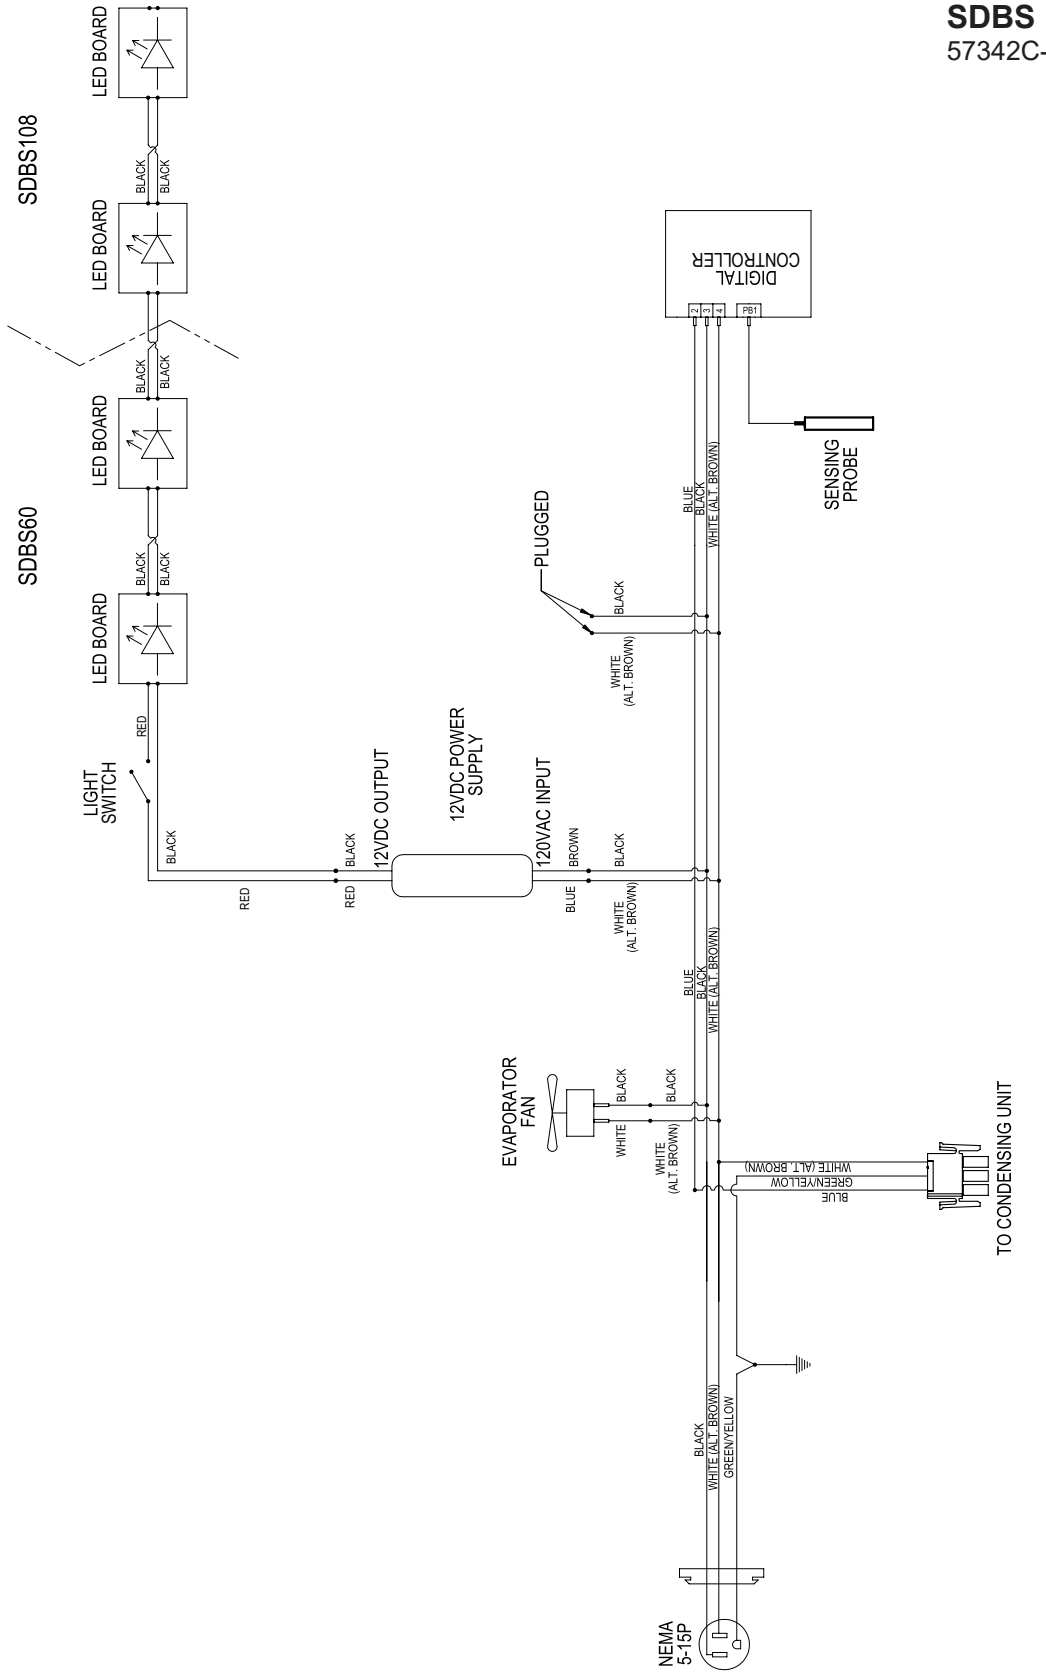 SDBS
57342C-
SDBS108
SDBS60
LED BOARD
BLACK
BLACK
LED BOARD
BLACK
BLACK
LED BOARD
BLACK
BLACK
LED BOARD
RED
LIGHT
SWITCH
BLACK
RED
BLACK
RED
12VDC OUTPUT
12VDC POWER
SUPPLY
120VAC INPUT
BROWN
BLUE
BLACK
WHITE
(ALT. BROWN)
PLUGGED
BLACK
WHITE
(ALT. BROWN)
DIGITAL
CONTROLLER
2
3
4
PB1
SENSING
PROBE
BLUE
BLACK
WHITE (ALT. BROWN)
BLUE
BLACK
WHITE (ALT. BROWN)
EVAPORATOR
FAN
BLACK
WHITE
BLACK
WHITE
(ALT. BROWN)
WHITE (ALT. BROWN)
GREEN/YELLOW
BLUE
TO CONDENSING UNIT
BLACK
WHITE (ALT. BROWN)
GREEN/YELLOW
NEMA
5-15P